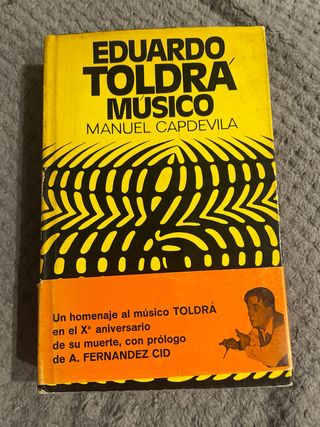 EDUARDO
TOLDRÁ
MÚSICO
MANUEL CAPDEVILA
Un homenaje al músico TOLDRÁ
en el Xº aniversario
de su muerte, con prólogo
de A. FERNANDEZ CID